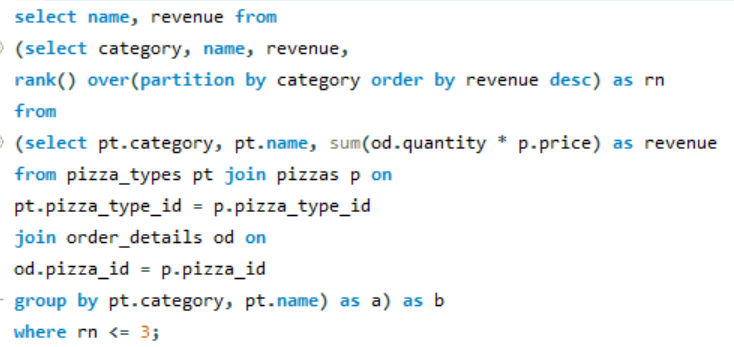 select name, revenue from
(select category, name, revenue,
rank() over(partition by category order by revenue desc) as rn
from
(select pt.category, pt.name, sum(od.quantity * p.price) as revenue
from pizza_types pt join pizzas p on
pt.pizza_type_id = p.pizza_type_id
join order_details od on
od.pizza_id = p.pizza_id
group by pt.category, pt.name) as a) as b
where rn <= 3;